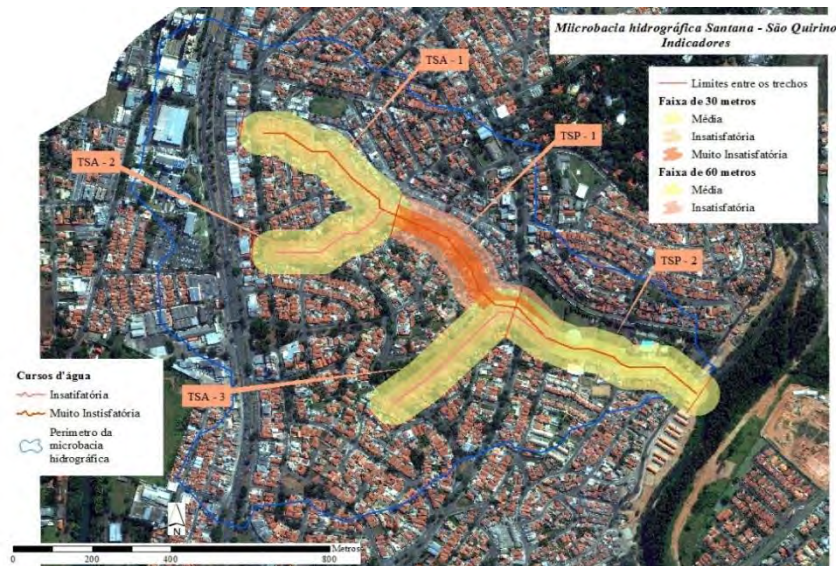 Miicrobacia hidrográfica Santana - São Quirino
Indicadores
Limites entre os trechos
Faixa de 30 metros
Média
Insatisfatória
Muito Insatisfatória
Faixa de 60 metros
Média
Insatisfatória
TSA - 1
TSP - 1
TSA - 2
TSP - 2
TSA - 3
Cursos d'água
Insatifatória
Muito Instisfatória
Perímetro da
microbacia
hidrográfica
N
Metros
0 200 400 800